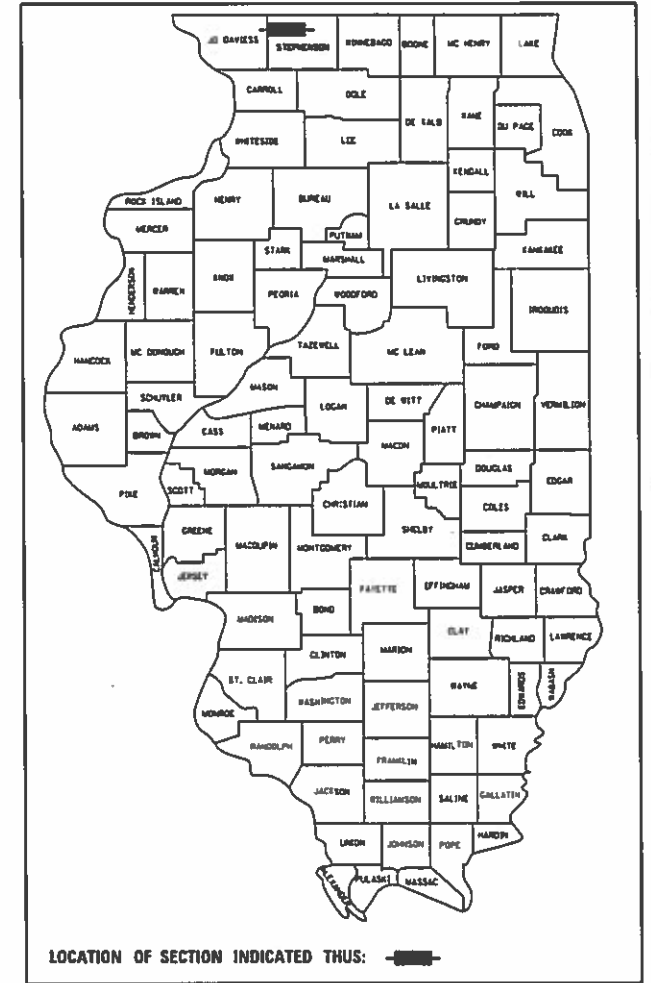 JO DAVIESS STEPHENSON WINNEBAGO BOONE MC HENRY LAKE
CARROLL OGLE DE KALB KANE DU PAGE COOK
WHITESIDE LEE
KENDALL
ROCK ISLAND HENRY BUREAU LA SALLE GRUNDY WILL
MERCER PUTNAM
STARK MARSHALL KANKAKEE
HENDERSON WARREN KNOX PEORIA WOODFORD LIVINGSTON IROQUOIS
HANCOCK MC DONOUGH FULTON TAZEWELL MC LEAN FORD
MASON
SCHUYLER LOGAN DE WITT CHAMPAIGN VERMILION
ADAMS BROWN CASS MENARD MACON PIATT
MORGAN SANGAMON DOUGLAS EDGAR
PIKE SCOTT CHRISTIAN MOULTRIE COLES
GREENE MACOUPIN MONTGOMERY SHELBY CUMBERLAND CLARK
CALHOUN JERSEY FAYETTE EFFINGHAM JASPER CRAWFORD
MADISON BOND CLAY RICHLAND LAWRENCE
CLINTON MARION
ST. CLAIR WAYNE EDWARDS WABASH
MONROE WASHINGTON JEFFERSON
RANDOLPH PERRY FRANKLIN HAMILTON WHITE
JACKSON WILLIAMSON SALINE GALLATIN
UNION JOHNSON POPE HARDIN
ALEXANDER PULASKI MASSAC
LOCATION OF SECTION INDICATED THUS: